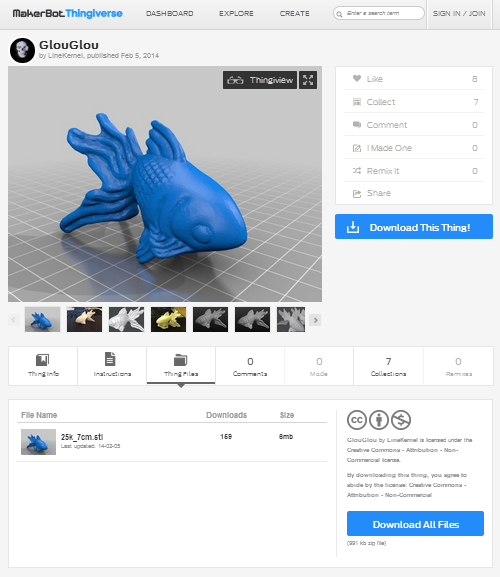 MakerBot. Thingiverse
DASHBOARD
EXPLORE
CREATE
Enter a search term
SIGN IN / JOIN
GlouGlou
by LineKernel, published Feb 5, 2014
Thingiview
Like 8
Collect 7
Comment 0
I Made One 0
Remix It 0
Share
Download This Thing!
Thing Info
Instructions
Thing Files
0
Comments
0
Made
7
Collections
0
Remixes
File Name Downloads Size
25k_7cm.stl 159 6mb
Last updated: 14-02-05
cc
GlouGlou by LineKernel is licensed under the
Creative Commons - Attribution - Non-
Commercial license.
By downloading this thing, you agree to
abide by the license: Creative Commons -
Attribution - Non-Commercial
Download All Files
(991 kb zip file)